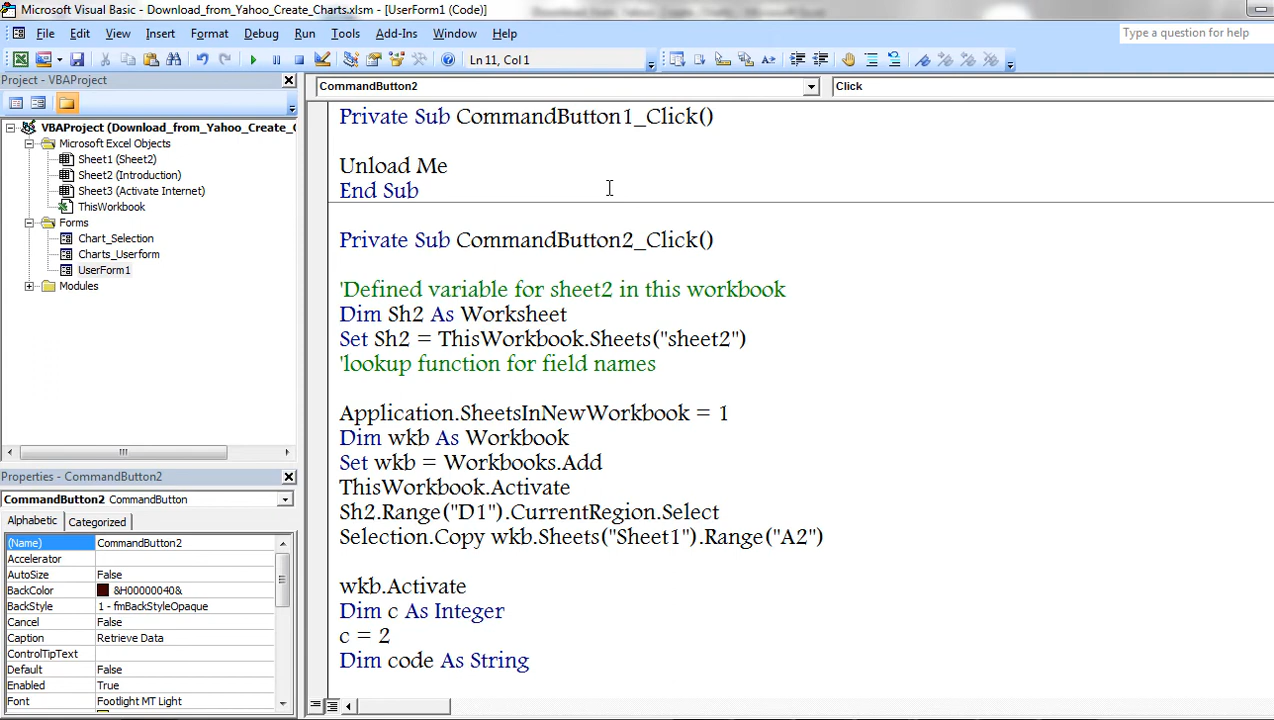 Microsoft Visual Basic - Download_from_Yahoo_Create_Charts.xlsm - [UserForm1 (Code)]
File Edit View Insert Format Debug Run Tools Add-Ins Window Help
Type a question for help
Ln 11, Col 1
Project - VBAProject
CommandButton2
Click
VBAProject (Download_from_Yahoo_Create_C
Microsoft Excel Objects
Sheet1 (Sheet2)
Sheet2 (Introduction)
Sheet3 (Activate Internet)
ThisWorkbook
Forms
Chart_Selection
Charts_Userform
UserForm1
Modules
Properties - CommandButton2
CommandButton2 CommandButton
Alphabetic Categorized
(Name) CommandButton2
Accelerator
AutoSize False
BackColor &H00000040&
BackStyle 1 - fmBackStyleOpaque
Cancel False
Caption Retrieve Data
ControlTipText
Default False
Enabled True
Font Footlight MT Light
Private Sub CommandButton1_Click()
Unload Me
End Sub
Private Sub CommandButton2_Click()
'Defined variable for sheet2 in this workbook
Dim Sh2 As Worksheet
Set Sh2 = ThisWorkbook.Sheets("sheet2")
'lookup function for field names
Application.SheetsInNewWorkbook = 1
Dim wkb As Workbook
Set wkb = Workbooks.Add
ThisWorkbook.Activate
Sh2.Range("D1").CurrentRegion.Select
Selection.Copy wkb.Sheets("Sheet1").Range("A2")
wkb.Activate
Dim c As Integer
c = 2
Dim code As String